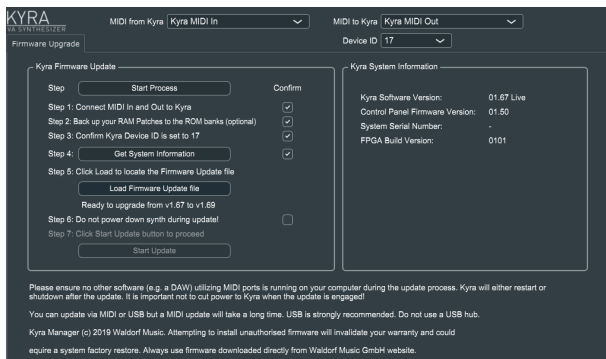 KYRA
VA SYNTHESIZER
MIDI from Kyra Kyra MIDI In
MIDI to Kyra Kyra MIDI Out
Device ID 17
Firmware Upgrade
Kyra Firmware Update
Step Start Process Confirm
Step 1: Connect MIDI In and Out to Kyra
Step 2: Back up your RAM Patches to the ROM banks (optional)
Step 3: Confirm Kyra Device ID is set to 17
Step 4: Get System Information
Step 5: Click Load to locate the Firmware Update file
Load Firmware Update file
Ready to upgrade from v1.67 to v1.69
Step 6: Do not power down synth during update!
Step 7: Click Start Update button to proceed
Start Update
Kyra System Information
Kyra Software Version: 01.67 Live
Control Panel Firmware Version: 01.50
System Serial Number: -
FPGA Build Version: 0101
Please ensure no other software (e.g. a DAW) utilizing MIDI ports is running on your computer during the update process. Kyra will either restart or
shutdown after the update. It is important not to cut power to Kyra when the update is engaged!
You can update via MIDI or USB but a MIDI update will take a long time. USB is strongly recommended. Do not use a USB hub.
Kyra Manager (c) 2019 Waldorf Music. Attempting to install unauthorised firmware will invalidate your warranty and could
equire a system factory restore. Always use firmware downloaded directly from Waldorf Music GmbH website.